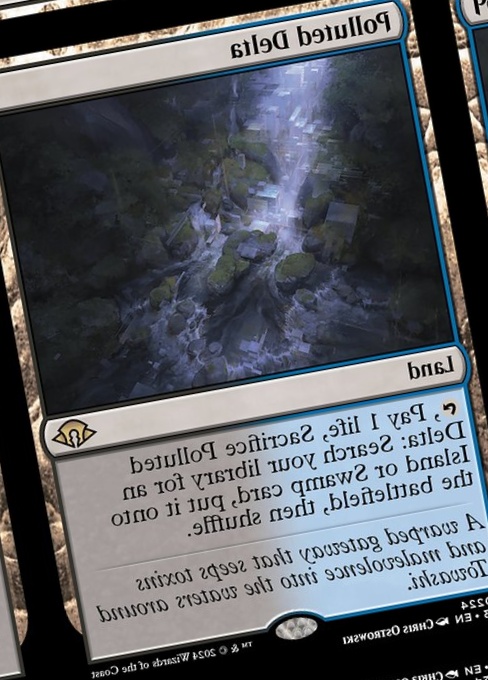 Polluted Delta
Land
, Pay 1 life, Sacrifice Polluted
Delta: Search your library for an
Island or Swamp card, put it onto
the battlefield, then shuffle.
A warped gateway that seeps toxins
and malevolence into the waters around
Towashi.
0224
• EN CHRIS OSTROWSKI
™ & © 2024 Wizards of the Coast